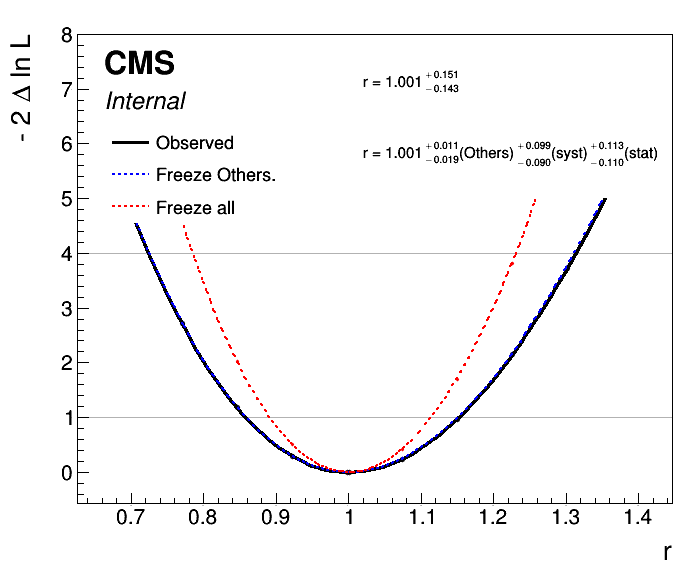 - 2 Δ ln L
8
7
6
5
4
3
2
1
0
CMS
Internal
Observed
Freeze Others.
Freeze all
r = 1.001 +0.151 −0.143
r = 1.001 +0.011 −0.019 (Others) +0.099 −0.090 (syst) +0.113 −0.110 (stat)
0.7 0.8 0.9 1 1.1 1.2 1.3 1.4
r